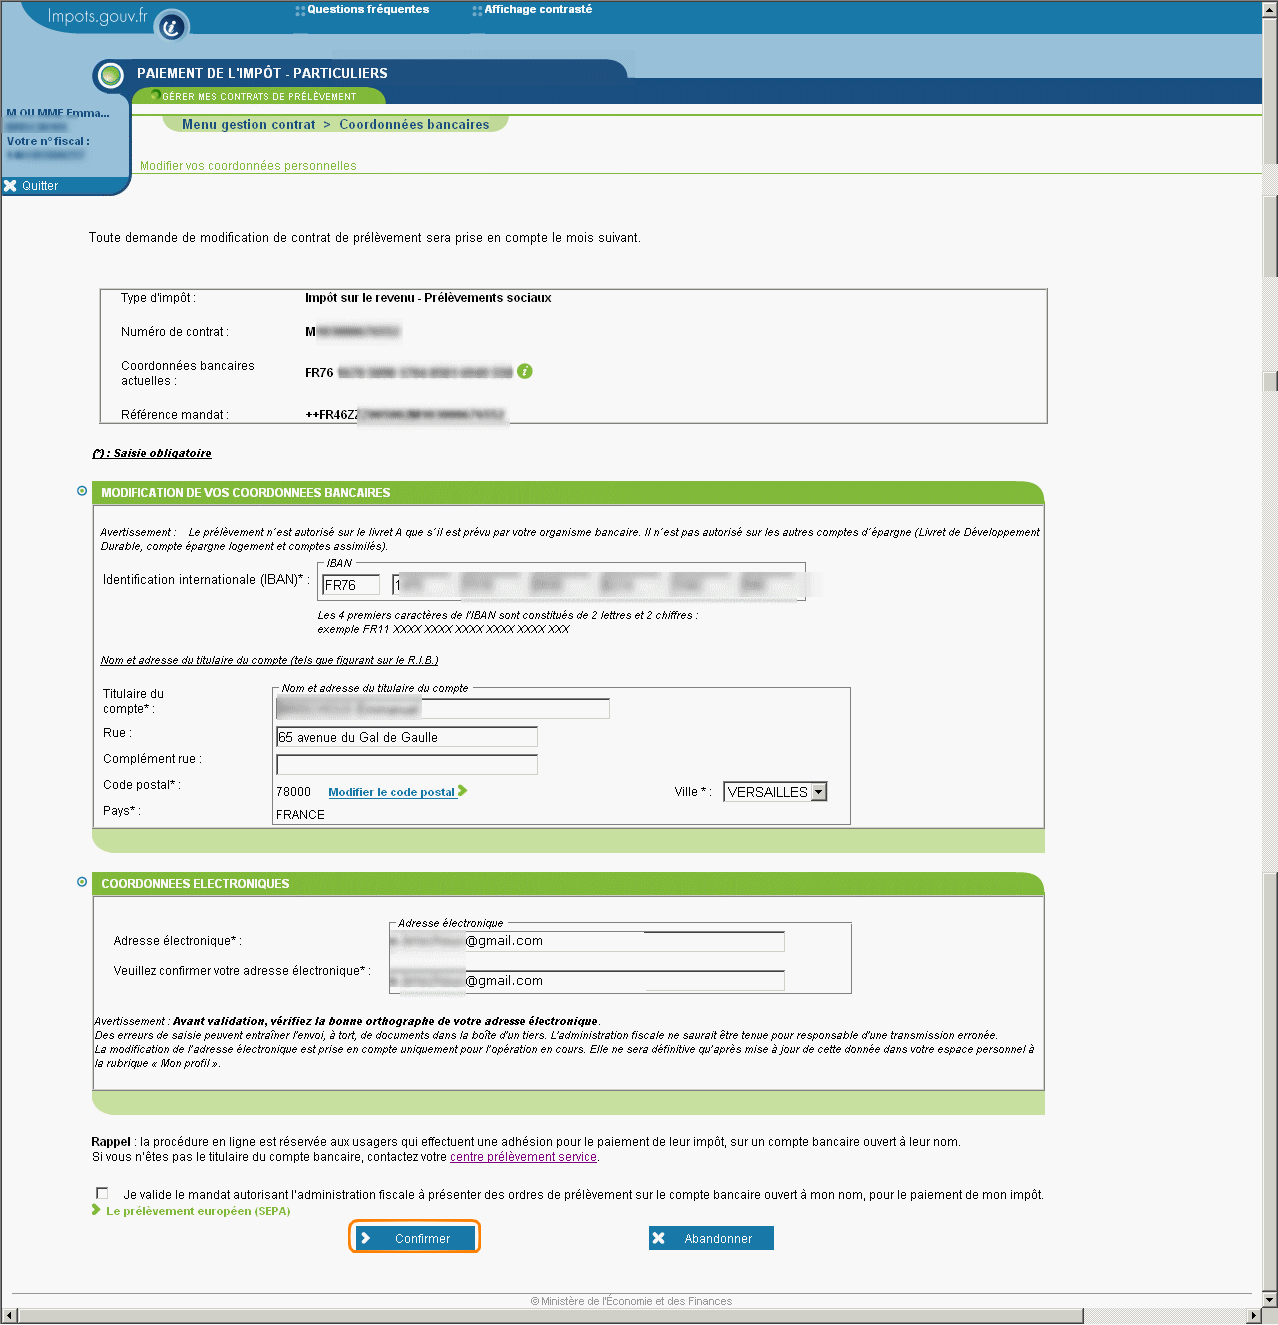 Impots.gouv.fr
Questions fréquentes
Affichage contrasté
PAIEMENT DE L'IMPÔT - PARTICULIERS
GÉRER MES CONTRATS DE PRÉLÈVEMENT
M OU MME Emma...
Menu gestion contrat > Coordonnées bancaires
Votre n° fiscal :
Modifier vos coordonnées personnelles
Quitter
Toute demande de modification de contrat de prélèvement sera prise en compte le mois suivant.
Type d'impôt : Impôt sur le revenu - Prélèvements sociaux
Numéro de contrat : M
Coordonnées bancaires
actuelles : FR76
Référence mandat : ++FR46Z
(*) : Saisie obligatoire
MODIFICATION DE VOS COORDONNEES BANCAIRES
Avertissement : Le prélèvement n´est autorisé sur le livret A que s´il est prévu par votre organisme bancaire. Il n´est pas autorisé sur les autres comptes d´épargne (Livret de Développement
Durable, compte épargne logement et comptes assimilés).
IBAN
Identification internationale (IBAN)* : FR76 1
Les 4 premiers caractères de l'IBAN sont constitués de 2 lettres et 2 chiffres :
exemple FR11 XXXX XXXX XXXX XXXX XXXX XXX
Nom et adresse du titulaire du compte (tels que figurant sur le R.I.B.)
Nom et adresse du titulaire du compte
Titulaire du
compte* : Emmanuel
Rue : 65 avenue du Gal de Gaulle
Complément rue :
Code postal* : 78000 Modifier le code postal Ville * : VERSAILLES
Pays* : FRANCE
COORDONNEES ELECTRONIQUES
Adresse électronique
Adresse électronique* : @gmail.com
Veuillez confirmer votre adresse électronique* : @gmail.com
Avertissement : Avant validation, vérifiez la bonne orthographe de votre adresse électronique.
Des erreurs de saisie peuvent entraîner l'envoi, à tort, de documents dans la boîte d'un tiers. L'administration fiscale ne saurait être tenue pour responsable d'une transmission erronée.
La modification de l'adresse électronique est prise en compte uniquement pour l'opération en cours. Elle ne sera définitive qu'après mise à jour de cette donnée dans votre espace personnel à
la rubrique « Mon profil ».
Rappel : la procédure en ligne est réservée aux usagers qui effectuent une adhésion pour le paiement de leur impôt, sur un compte bancaire ouvert à leur nom.
Si vous n'êtes pas le titulaire du compte bancaire, contactez votre centre prélèvement service.
Je valide le mandat autorisant l'administration fiscale à présenter des ordres de prélèvement sur le compte bancaire ouvert à mon nom, pour le paiement de mon impôt.
Le prélèvement européen (SEPA)
Confirmer
Abandonner
© Ministère de l'Économie et des Finances